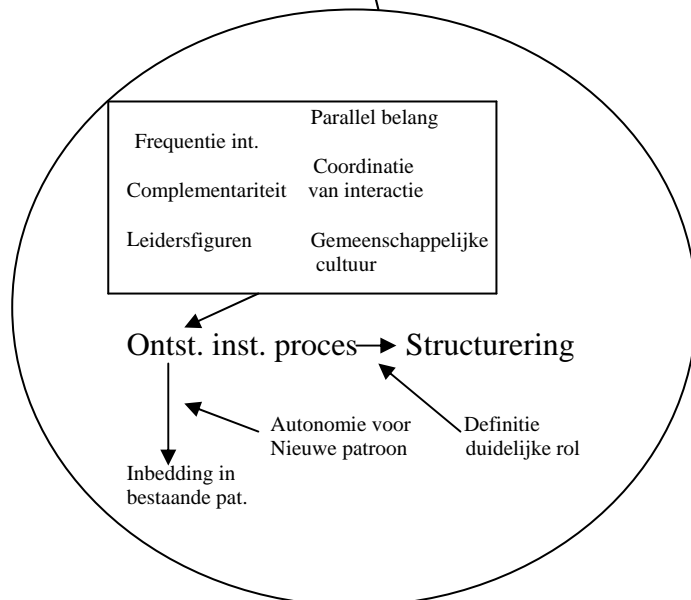 Parallel belang
Frequentie int.
Coordinatie
Complementariteit van interactie
Leidersfiguren Gemeenschappelijke
cultuur
Ontst. inst. proces Structurering
Autonomie voor Definitie
Nieuwe patroon duidelijke rol
Inbedding in
bestaande pat.